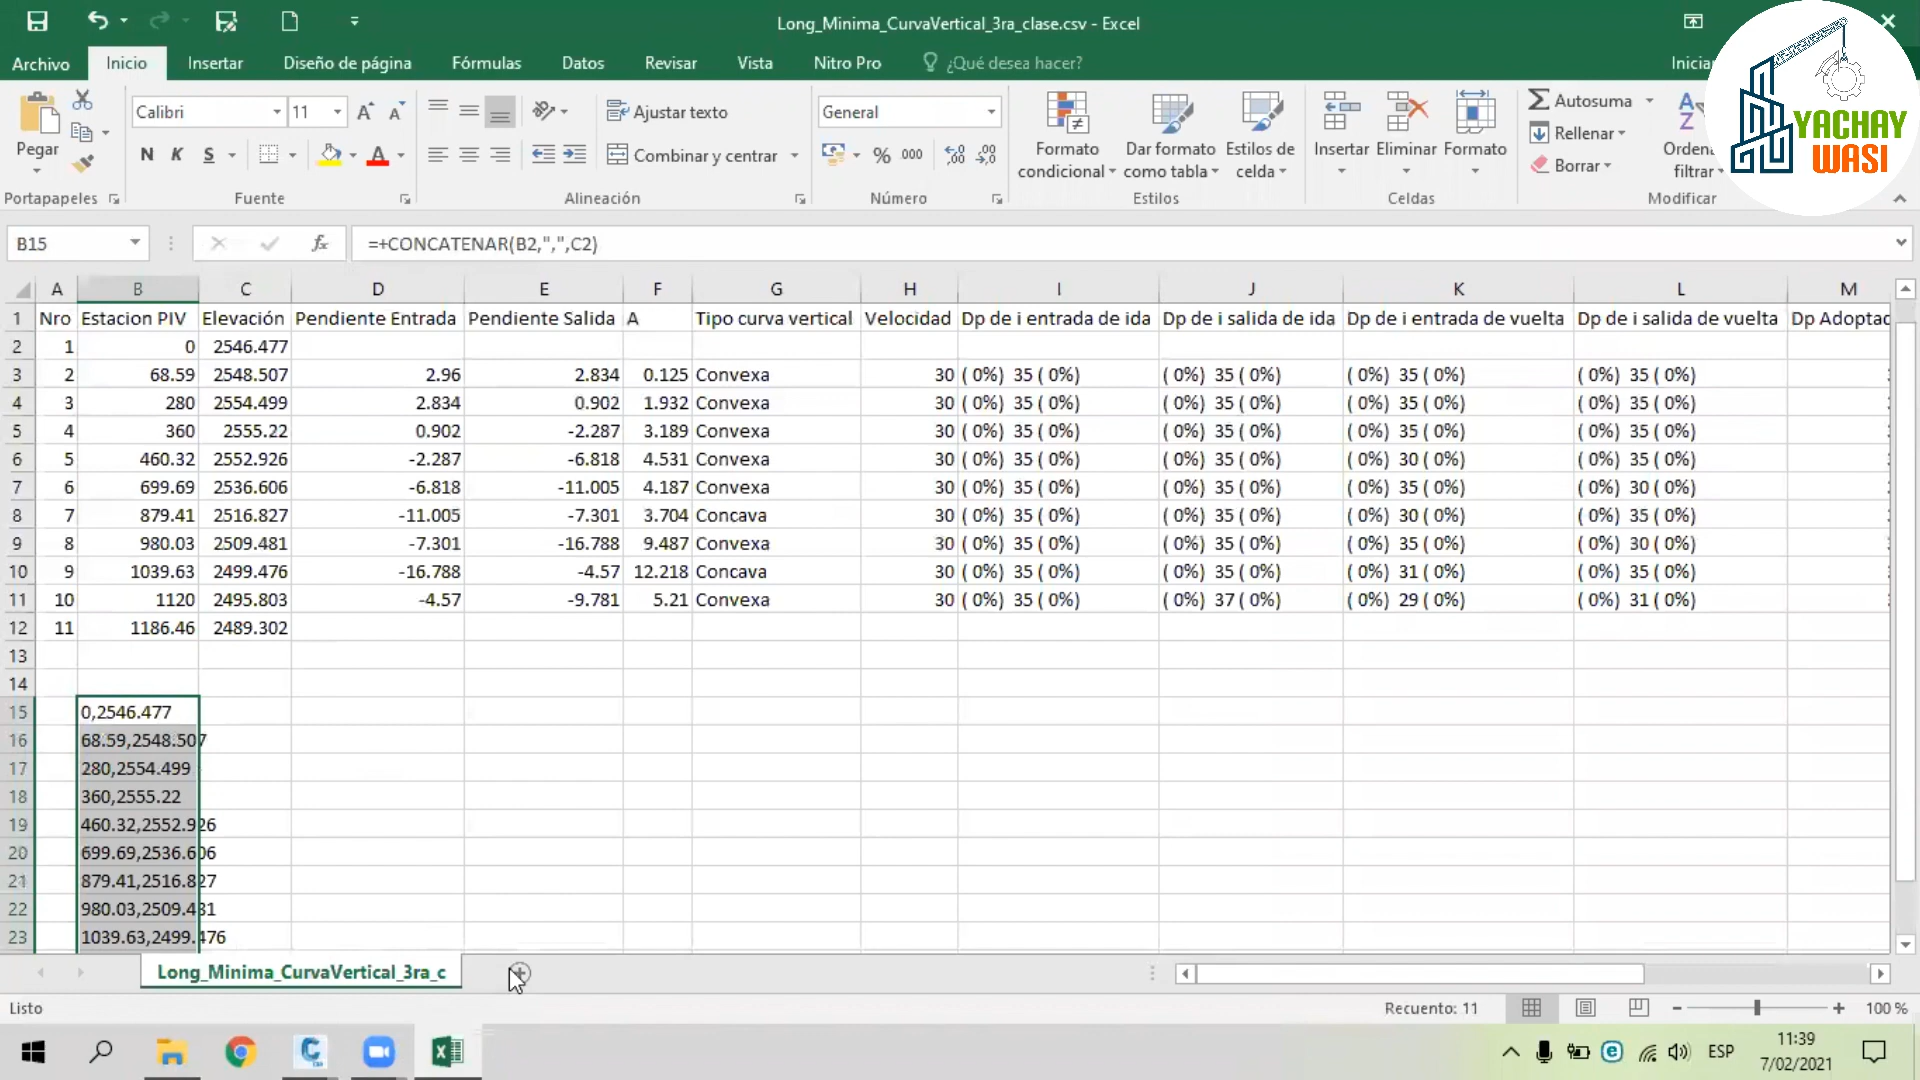 Long_Minima_CurvaVertical_3ra_clase.csv - Excel
Archivo Inicio Insertar Diseño de página Fórmulas Datos Revisar Vista Nitro Pro ¿Qué desea hacer?
YACHAY
WASI
Pegar
Calibri 11
N K S
Ajustar texto
Combinar y centrar
General
% 000
Formato condicional
Dar formato como tabla
Estilos de celda
Insertar Eliminar Formato
Autosuma
Rellenar
Borrar
filtrar
Portapapeles Fuente Alineación Número Estilos Celdas Modificar
B15 fx =+CONCATENAR(B2,",",C2)
A B C D E F G H I J K L M
1 Nro Estacion PIV Elevación Pendiente Entrada Pendiente Salida A Tipo curva vertical Velocidad Dp de i entrada de ida Dp de i salida de ida Dp de i entrada de vuelta Dp de i salida de vuelta Dp Adoptac
2 1 0 2546.477
3 2 68.59 2548.507 2.96 2.834 0.125 Convexa 30 ( 0%) 35 ( 0%) ( 0%) 35 ( 0%) ( 0%) 35 ( 0%) ( 0%) 35 ( 0%)
4 3 280 2554.499 2.834 0.902 1.932 Convexa 30 ( 0%) 35 ( 0%) ( 0%) 35 ( 0%) ( 0%) 35 ( 0%) ( 0%) 35 ( 0%)
5 4 360 2555.22 0.902 -2.287 3.189 Convexa 30 ( 0%) 35 ( 0%) ( 0%) 35 ( 0%) ( 0%) 35 ( 0%) ( 0%) 35 ( 0%)
6 5 460.32 2552.926 -2.287 -6.818 4.531 Convexa 30 ( 0%) 35 ( 0%) ( 0%) 35 ( 0%) ( 0%) 30 ( 0%) ( 0%) 35 ( 0%)
7 6 699.69 2536.606 -6.818 -11.005 4.187 Convexa 30 ( 0%) 35 ( 0%) ( 0%) 35 ( 0%) ( 0%) 35 ( 0%) ( 0%) 30 ( 0%)
8 7 879.41 2516.827 -11.005 -7.301 3.704 Concava 30 ( 0%) 35 ( 0%) ( 0%) 35 ( 0%) ( 0%) 30 ( 0%) ( 0%) 35 ( 0%)
9 8 980.03 2509.481 -7.301 -16.788 9.487 Convexa 30 ( 0%) 35 ( 0%) ( 0%) 35 ( 0%) ( 0%) 35 ( 0%) ( 0%) 30 ( 0%)
10 9 1039.63 2499.476 -16.788 -4.57 12.218 Concava 30 ( 0%) 35 ( 0%) ( 0%) 35 ( 0%) ( 0%) 31 ( 0%) ( 0%) 35 ( 0%)
11 10 1120 2495.803 -4.57 -9.781 5.21 Convexa 30 ( 0%) 35 ( 0%) ( 0%) 37 ( 0%) ( 0%) 29 ( 0%) ( 0%) 31 ( 0%)
12 11 1186.46 2489.302
13
14
15 0,2546.477
16 68.59,2548.507
17 280,2554.499
18 360,2555.22
19 460.32,2552.926
20 699.69,2536.606
21 879.41,2516.827
22 980.03,2509.481
23 1039.63,2499.476
Long_Minima_CurvaVertical_3ra_c
Listo Recuento: 11 100 %
ESP 11:39
7/02/2021